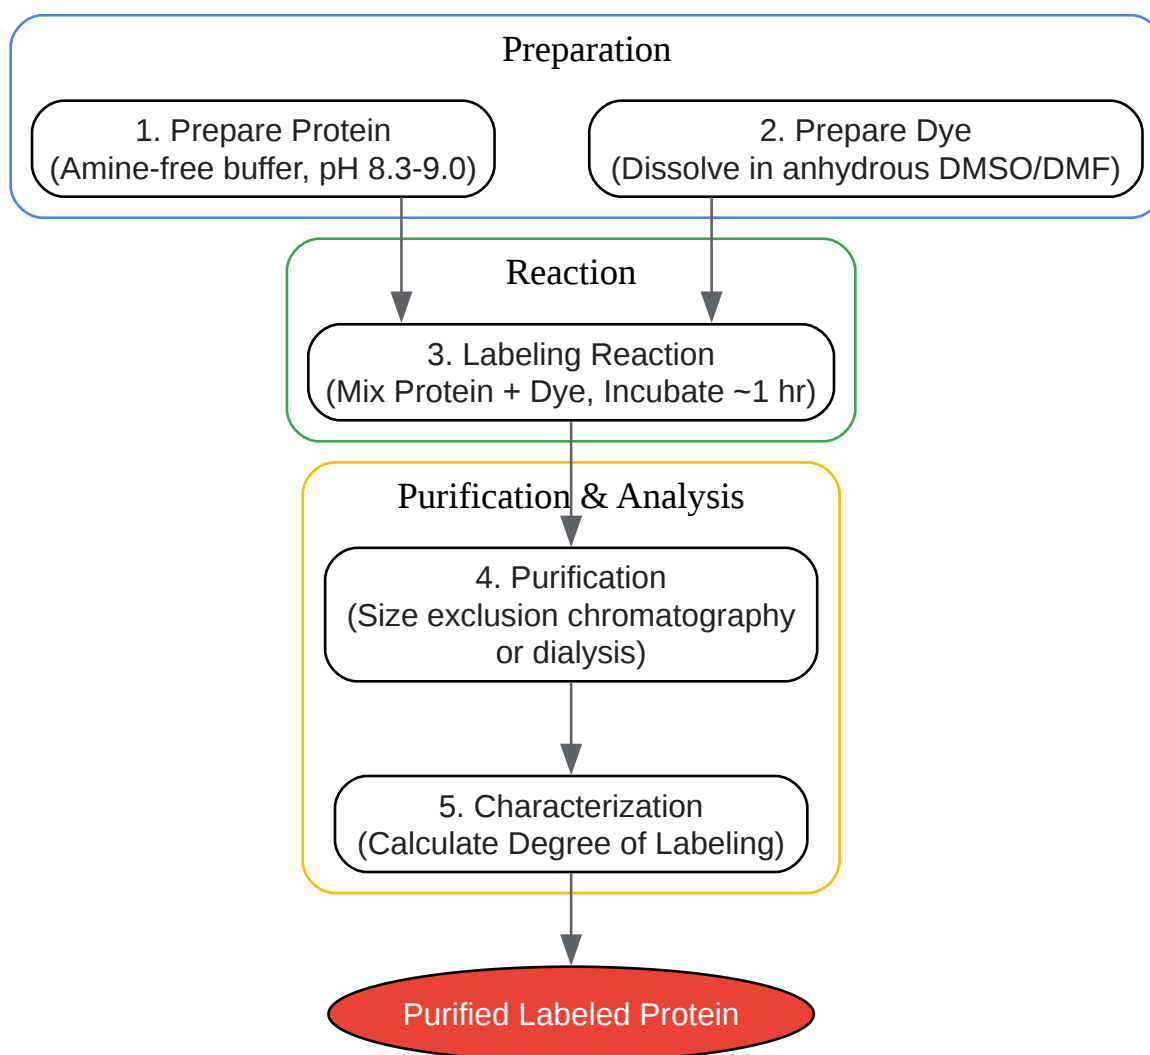 Preparation
1. Prepare Protein
(Amine-free buffer, pH 8.3-9.0)
2. Prepare Dye
(Dissolve in anhydrous DMSO/DMF)
Reaction
3. Labeling Reaction
(Mix Protein + Dye, Incubate ~1 hr)
Purification & Analysis
4. Purification
(Size exclusion chromatography
or dialysis)
5. Characterization
(Calculate Degree of Labeling)
Purified Labeled Protein